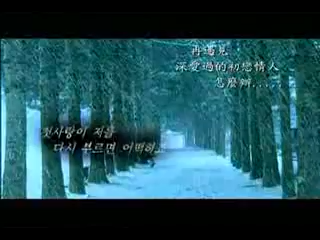 再遇見
深愛過的初戀情人
怎麼辦.....
첫사랑이 저를
다시 부르면 어떡하죠